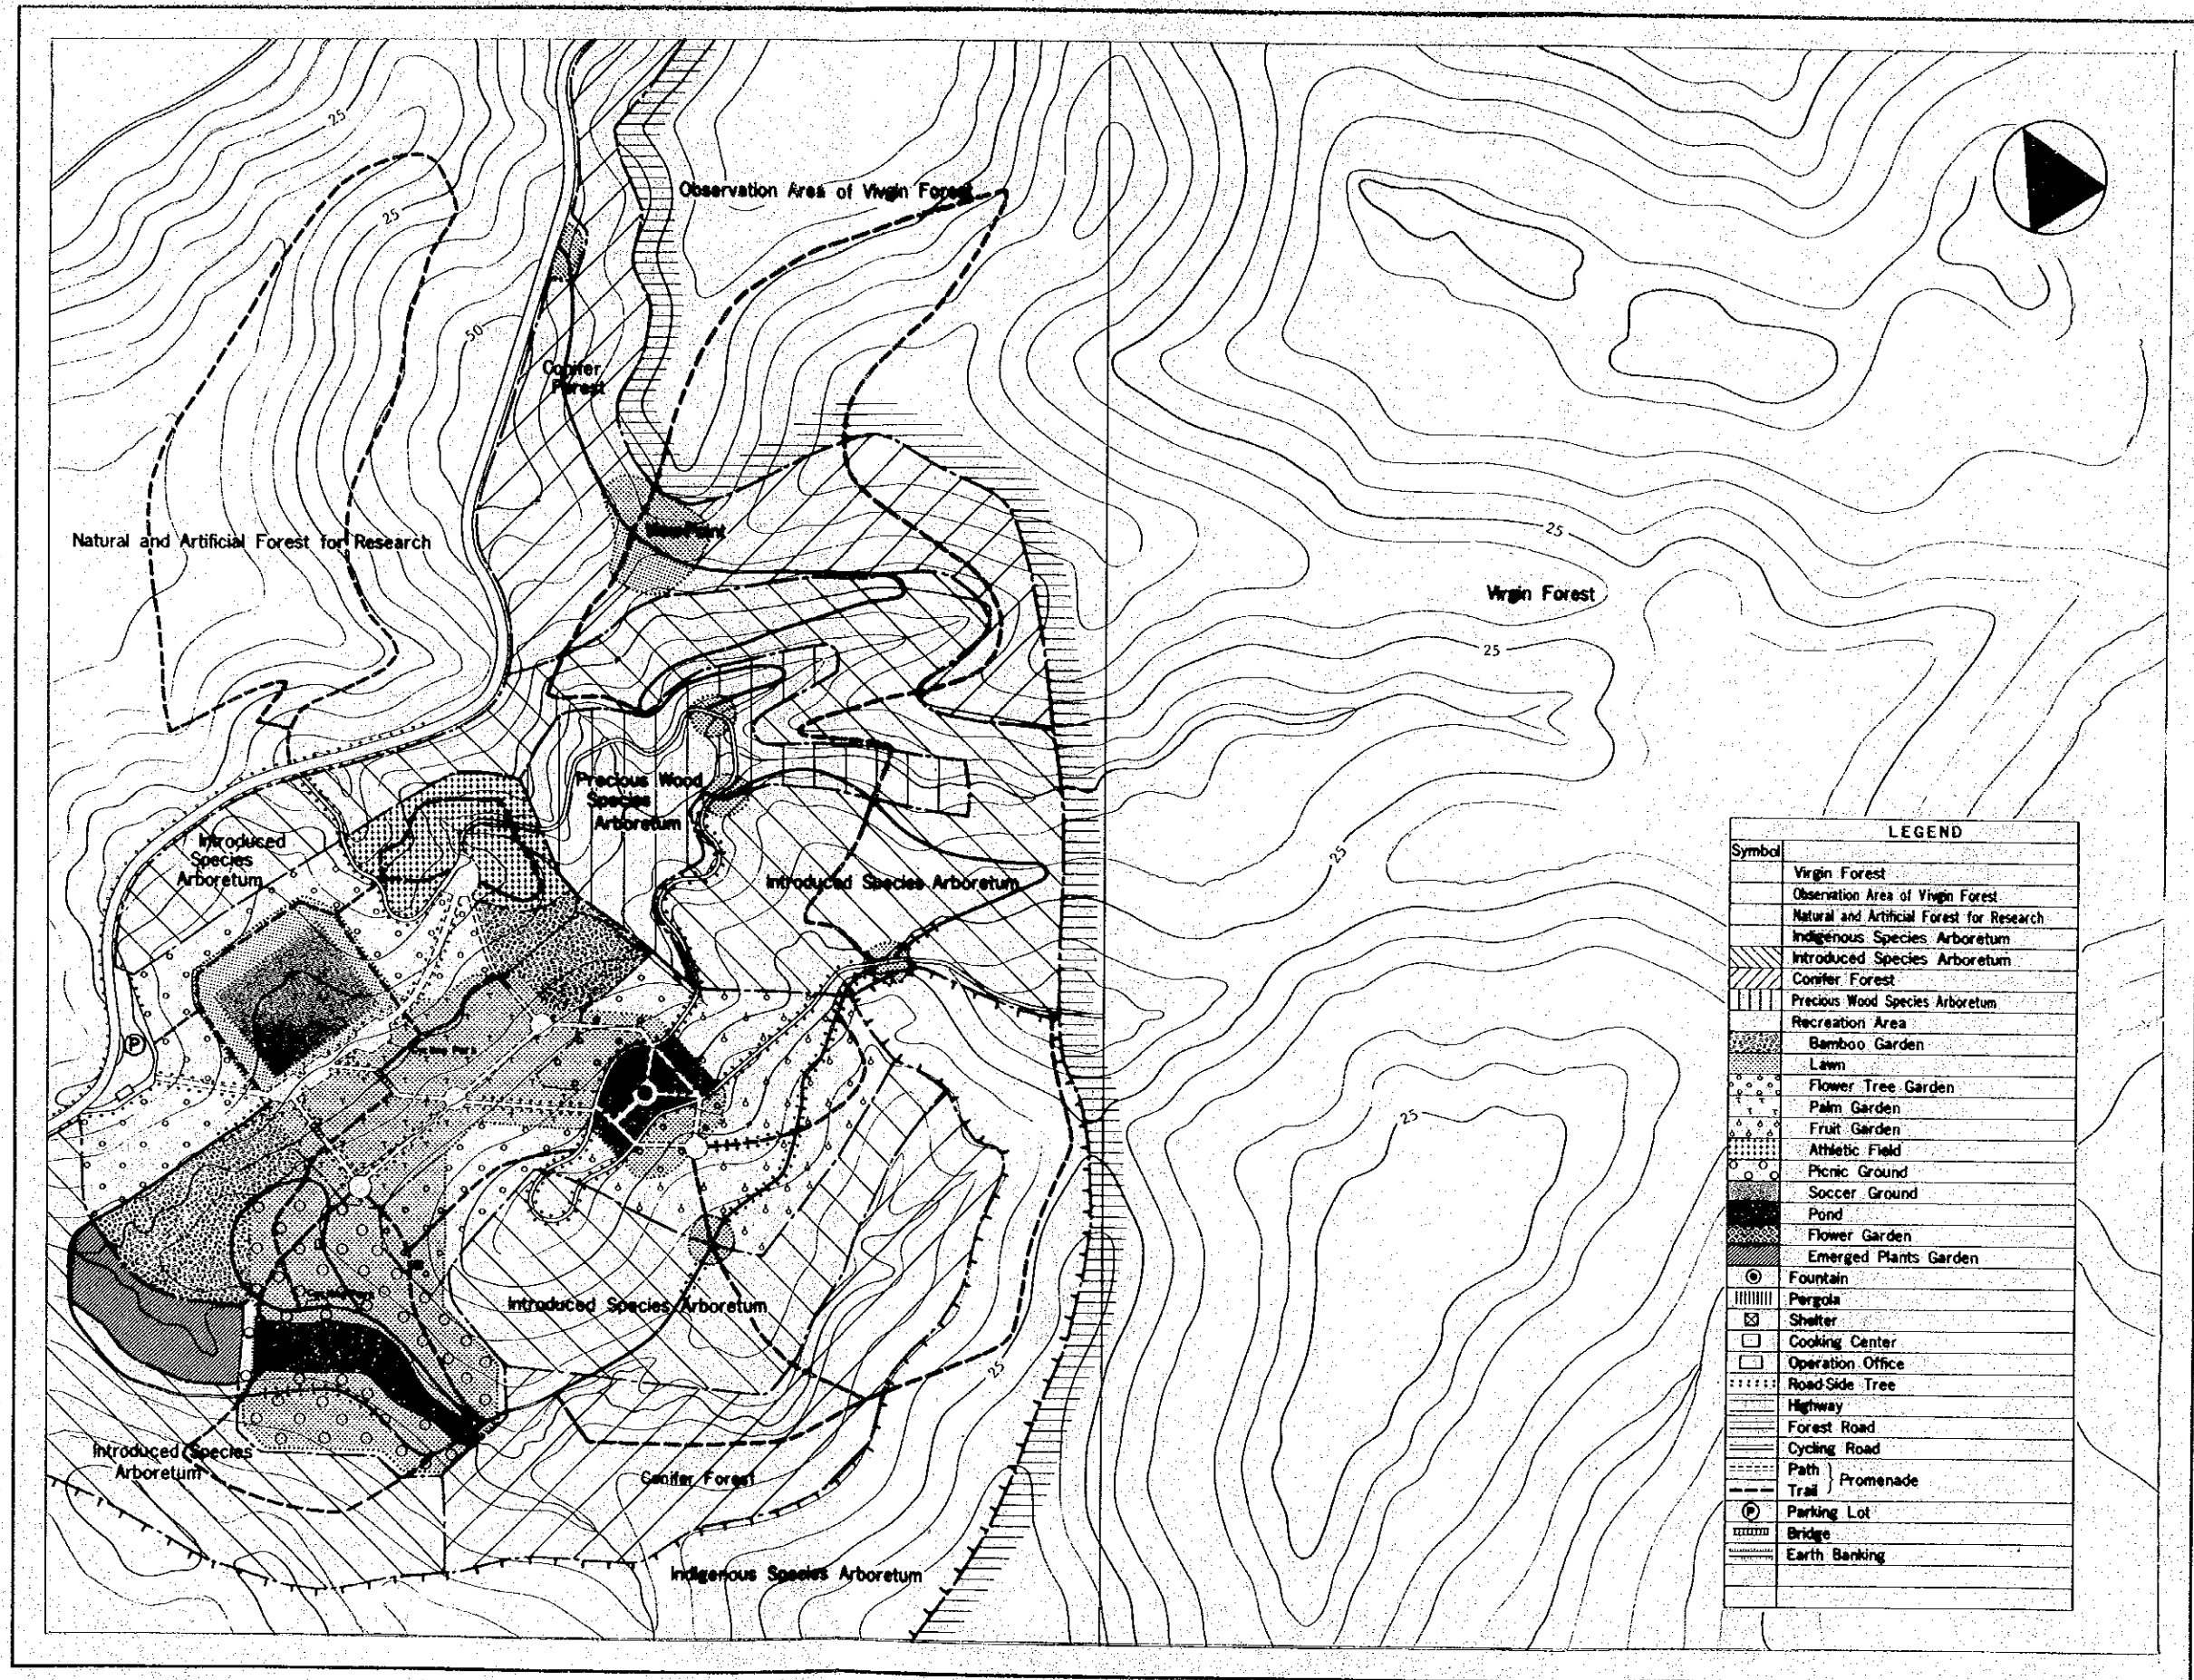 25
Observation Area of Vivgin Forest
25
50
Conifer
Forest
View Point
Natural and Artificial Forest for Research
25
Virgin Forest
25
Precious Wood
Species
Arboretum
Introduced
Species
Arboretum
Introduced Species Arboretum
25
P
25
Introduced Species Arboretum
25
Introduced Species
Arboretum
Conifer Forest
Indigenous Species Arboretum
LEGEND
Symbol
Virgin Forest
Observation Area of Vivgin Forest
Natural and Artificial Forest for Research
Indigenous Species Arboretum
Introduced Species Arboretum
Conifer Forest
Precious Wood Species Arboretum
Recreation Area
Bamboo Garden
Lawn
Flower Tree Garden
Palm Garden
Fruit Garden
Athletic Field
Picnic Ground
Soccer Ground
Pond
Flower Garden
Emerged Plants Garden
Fountain
Pergola
Shelter
Cooking Center
Operation Office
Road-Side Tree
Highway
Forest Road
Cycling Road
Path
Promenade
Trail
P Parking Lot
Bridge
Earth Banking